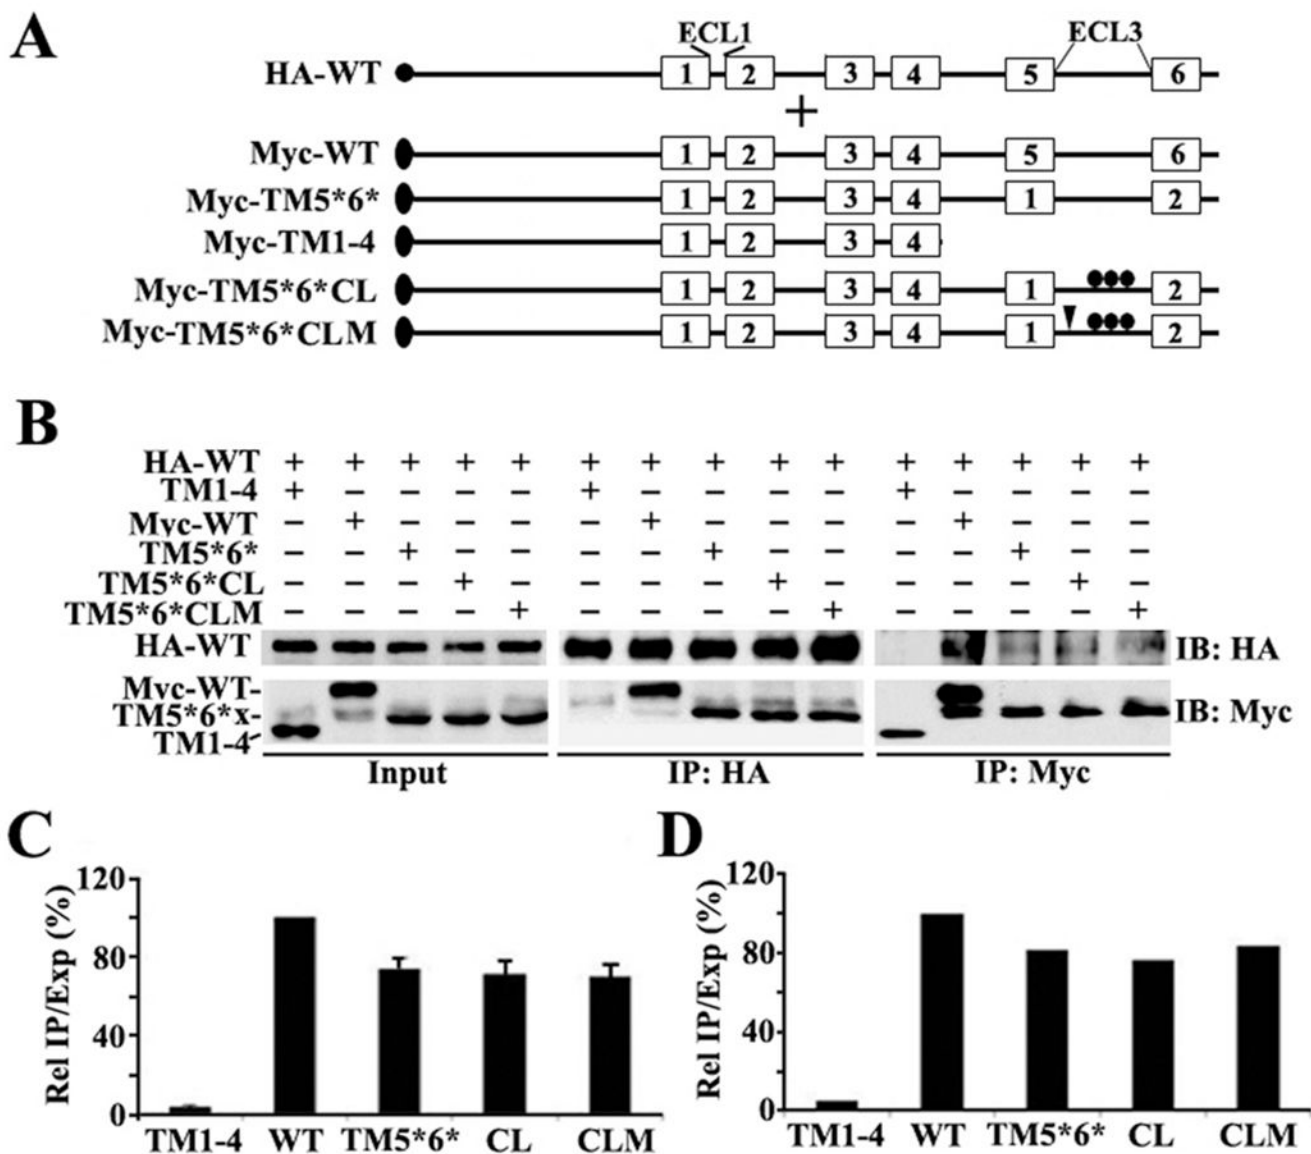 A
ECL1 ECL3
HA-WT 1 2 3 4 5 6
+
Myc-WT 1 2 3 4 5 6
Myc-TM5*6* 1 2 3 4 1 2
Myc-TM1-4 1 2 3 4
Myc-TM5*6*CL 1 2 3 4 1 2
Myc-TM5*6*CLM 1 2 3 4 1 2
B
HA-WT + + + + + + + + + + + + + + +
TM1-4 + − − − − + − − − − + − − − −
Myc-WT − + − − − − + − − − − + − − −
TM5*6* − − + − − − − + − − − − + − −
TM5*6*CL − − − + − − − − + − − − − + −
TM5*6*CLM − − − − + − − − − + − − − − +
HA-WT IB: HA
Myc-WT-
TM5*6*x- IB: Myc
TM1-4
Input IP: HA IP: Myc
C
Rel IP/Exp (%)
120
80
40
0
TM1-4 WT TM5*6* CL CLM
D
Rel IP/Exp (%)
120
80
40
0
TM1-4 WT TM5*6* CL CLM